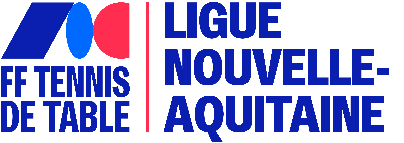 FF TENNIS
DE TABLE
LIGUE
NOUVELLE-
AQUITAINE